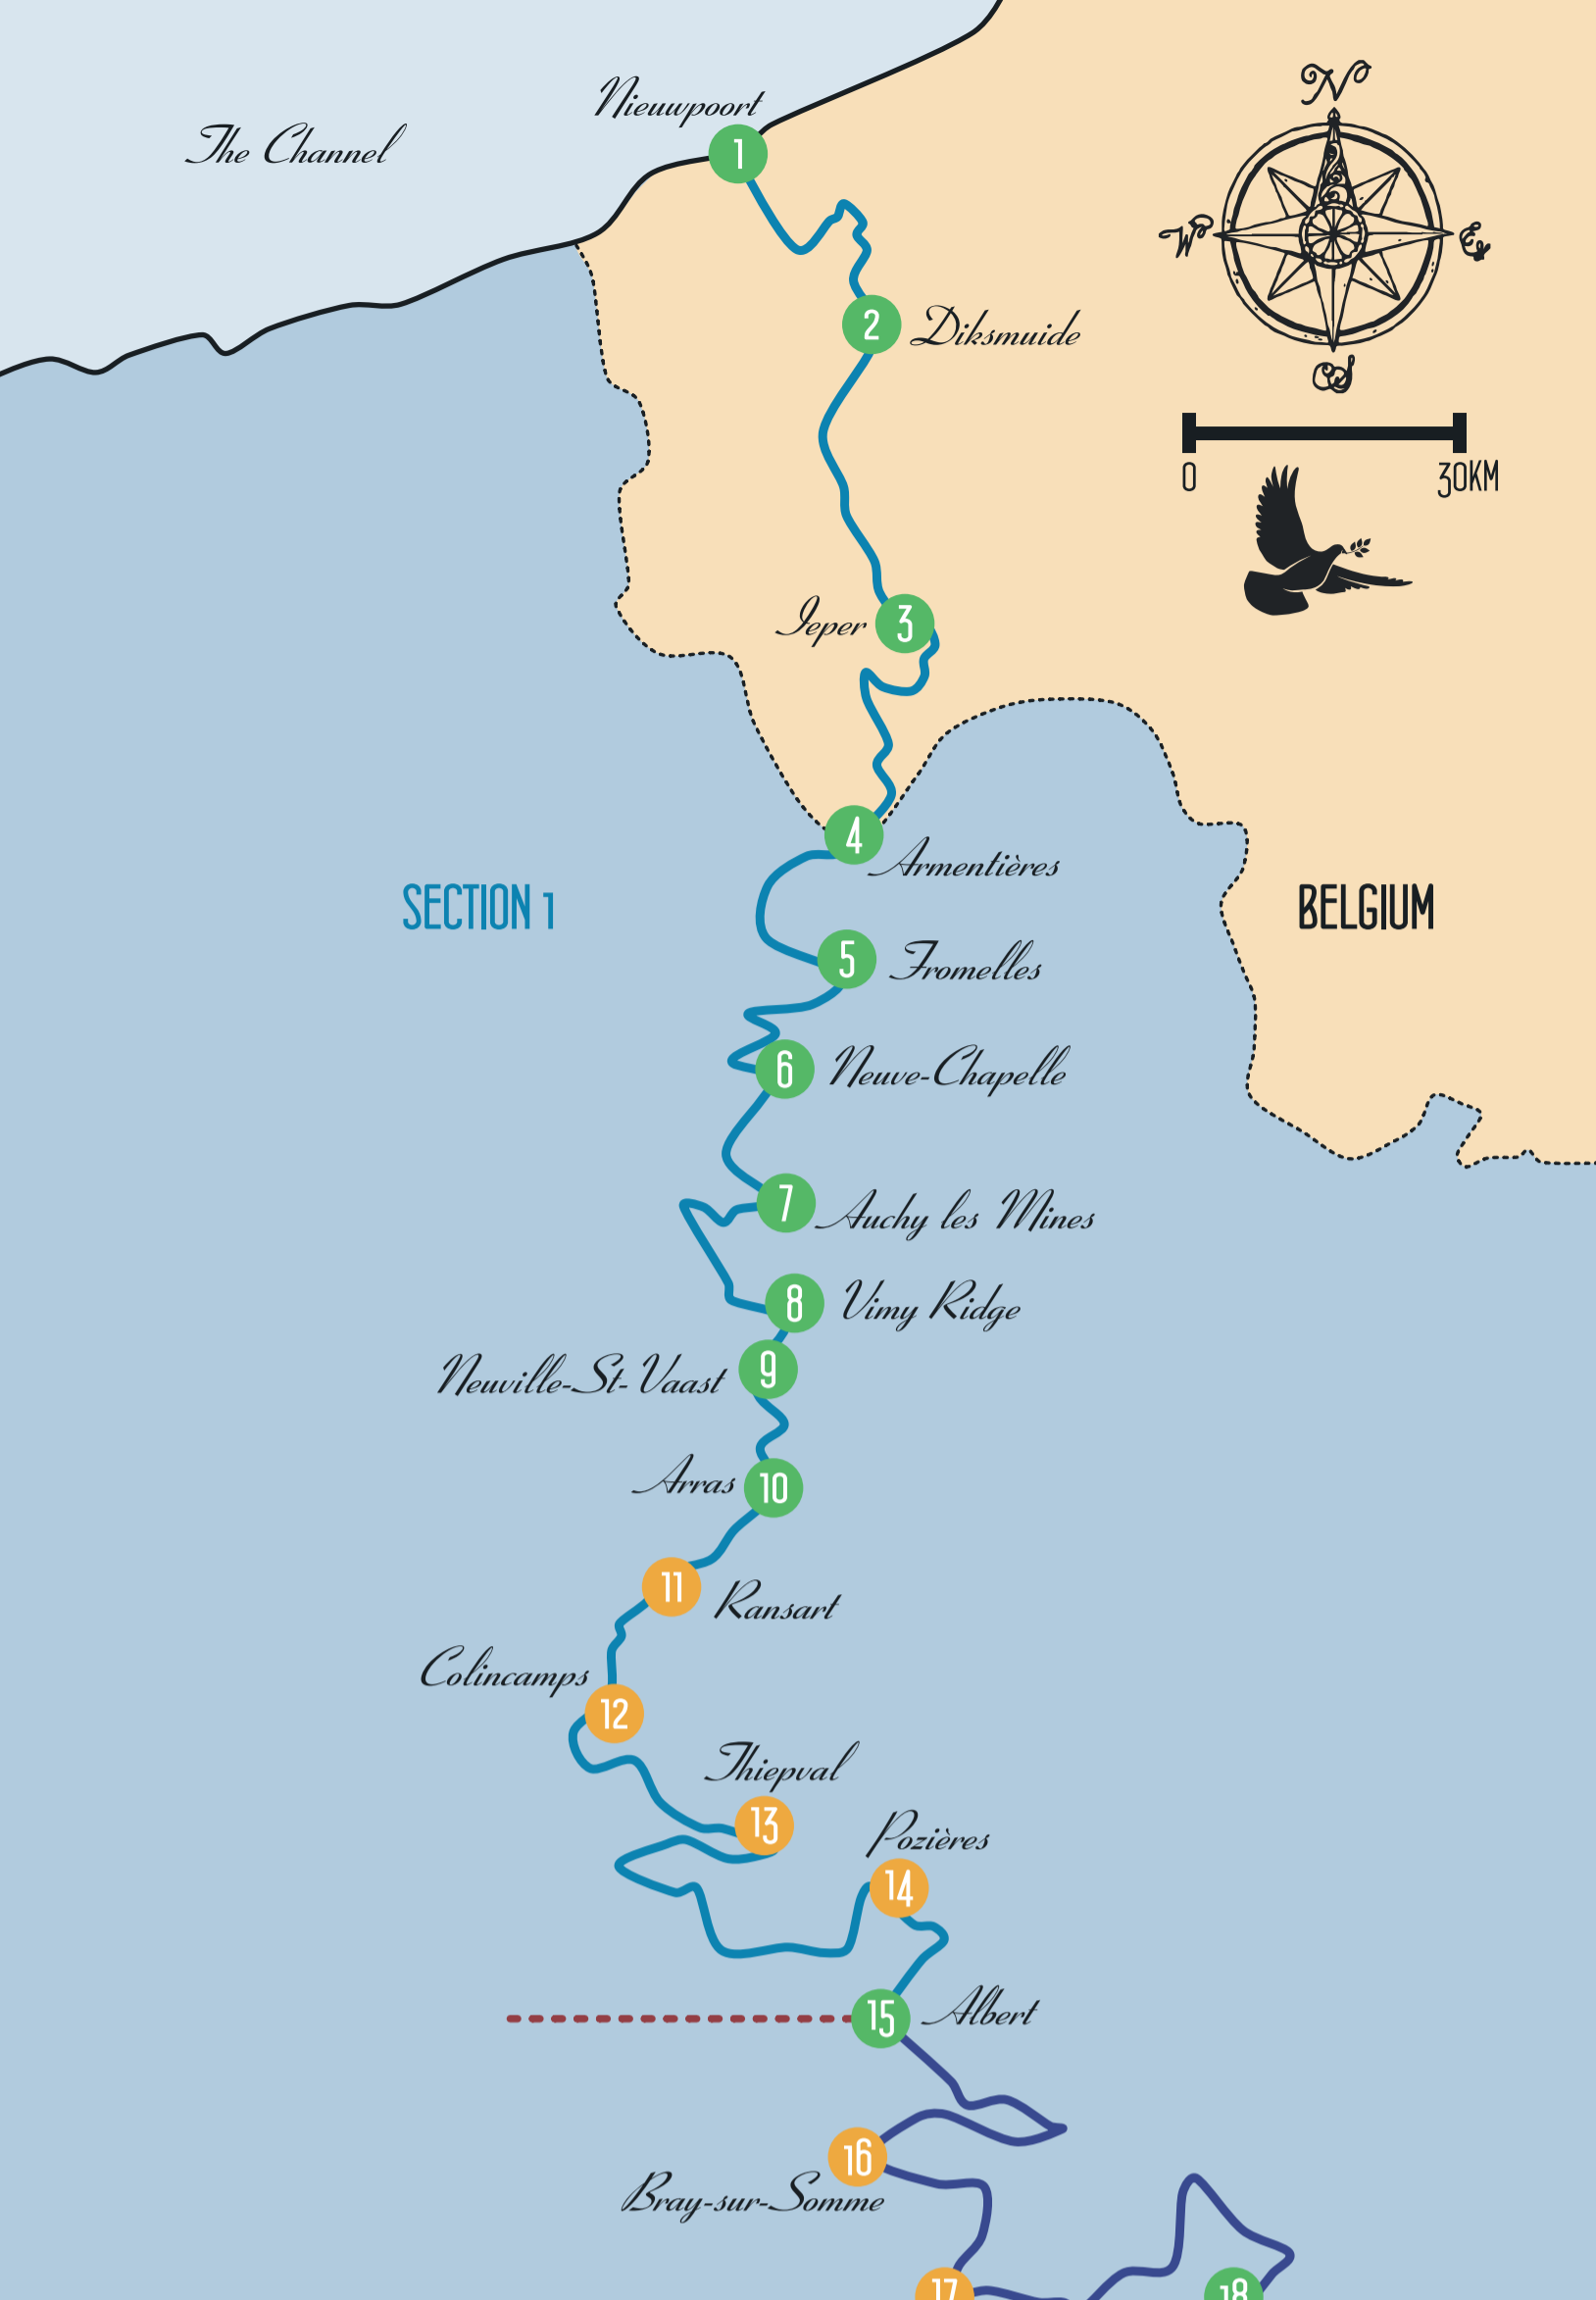 N
Nieuwpoort
The Channel
1
W
E
2
Diksmuide
S
0
30KM
Ieper
3
4
Armentières
SECTION 1
BELGIUM
5
Fromelles
6
Neuve-Chapelle
7
Auchy les Mines
8
Vimy Ridge
Neuville-St-Vaast
9
Arras
10
11
Ransart
Colincamps
12
Thiepval
13
Pozières
14
15
Albert
16
Bray-sur-Somme
17
18